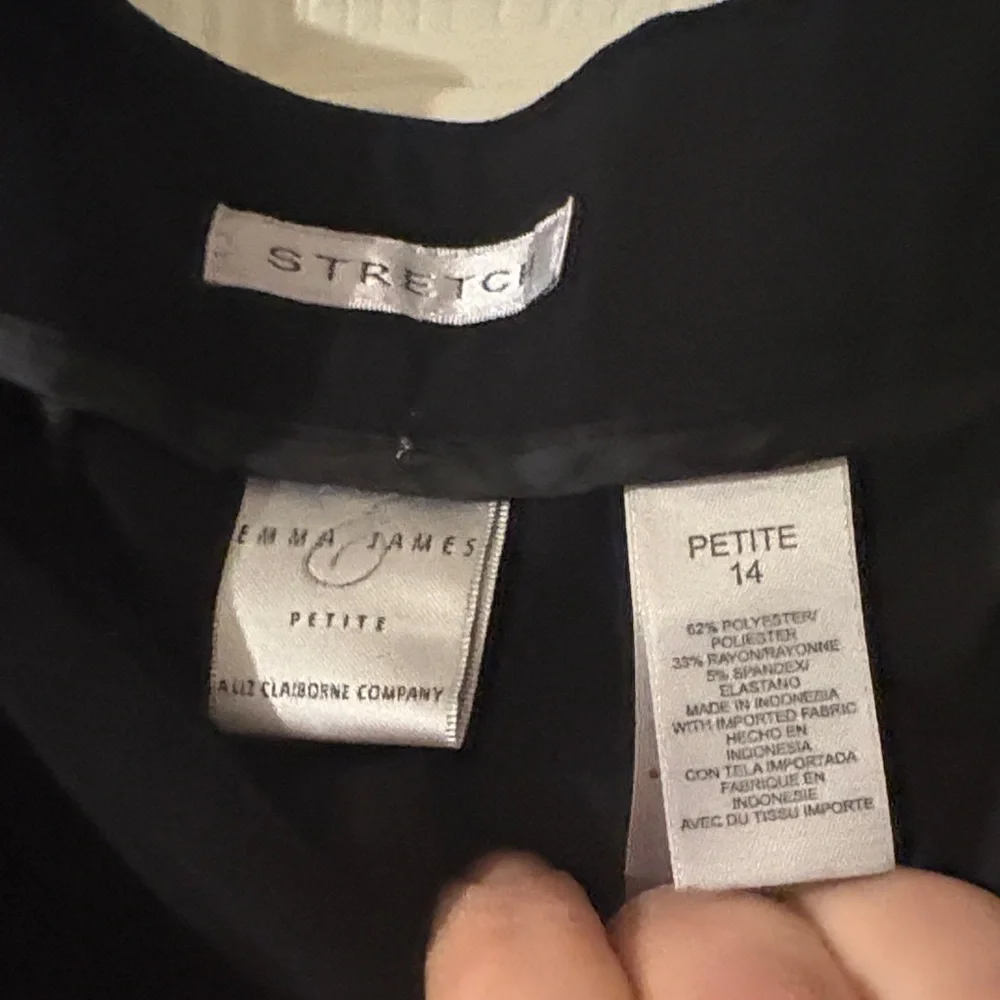 STRETCH
EMMA JAMES
PETITE
A LIZ CLAIBORNE COMPANY
PETITE
14
62% POLYESTER/
POLIESTER
33% RAYON/RAYONNE
5% SPANDEX/
ELASTANO
MADE IN INDONESIA
WITH IMPORTED FABRIC
HECHO EN
INDONESIA
CON TELA IMPORTADA
FABRIQUE EN
INDONESIE
AVEC DU TISSU IMPORTE